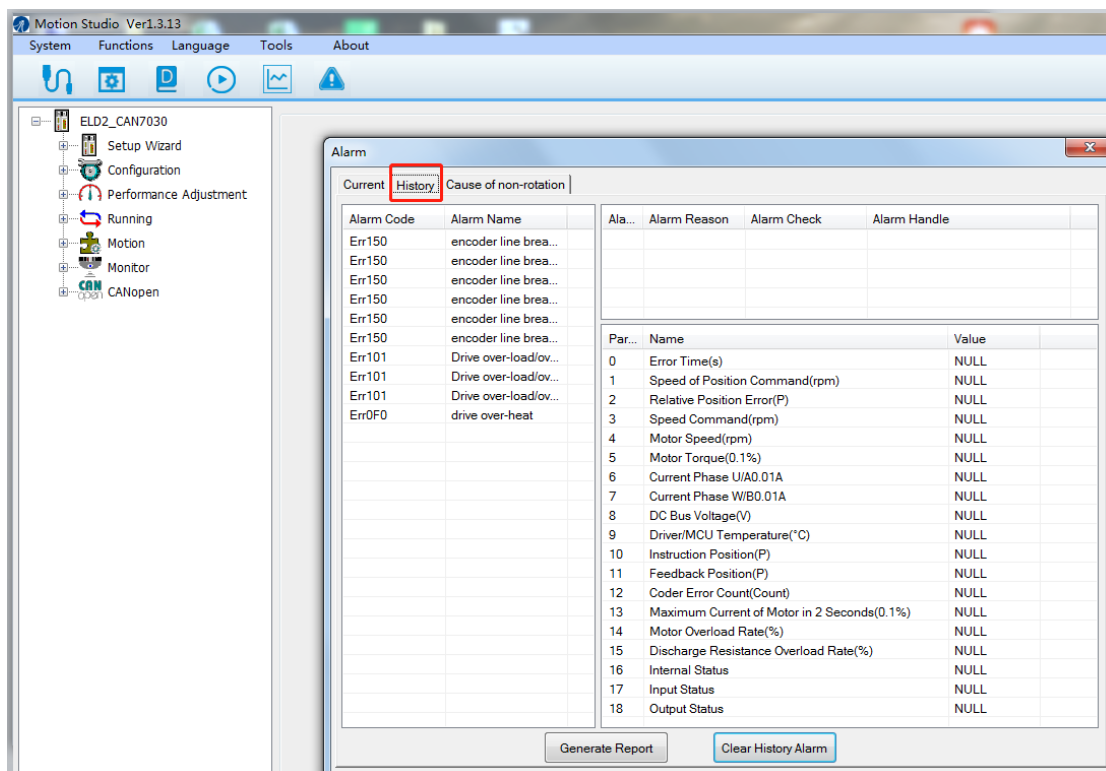 Motion Studio Ver1.3.13
System Functions Language Tools About
D
ELD2_CAN7030
Setup Wizard
Configuration
Performance Adjustment
Running
Motion
Monitor
CAN open CANopen
Alarm
Current History Cause of non-rotation
Alarm Code Alarm Name
Err150 encoder line brea...
Err150 encoder line brea...
Err150 encoder line brea...
Err150 encoder line brea...
Err150 encoder line brea...
Err150 encoder line brea...
Err101 Drive over-load/ov...
Err101 Drive over-load/ov...
Err101 Drive over-load/ov...
Err0F0 drive over-heat
Ala... Alarm Reason Alarm Check Alarm Handle
Par... Name Value
0 Error Time(s) NULL
1 Speed of Position Command(rpm) NULL
2 Relative Position Error(P) NULL
3 Speed Command(rpm) NULL
4 Motor Speed(rpm) NULL
5 Motor Torque(0.1%) NULL
6 Current Phase U/A0.01A NULL
7 Current Phase W/B0.01A NULL
8 DC Bus Voltage(V) NULL
9 Driver/MCU Temperature(°C) NULL
10 Instruction Position(P) NULL
11 Feedback Position(P) NULL
12 Coder Error Count(Count) NULL
13 Maximum Current of Motor in 2 Seconds(0.1%) NULL
14 Motor Overload Rate(%) NULL
15 Discharge Resistance Overload Rate(%) NULL
16 Internal Status NULL
17 Input Status NULL
18 Output Status NULL
Generate Report Clear History Alarm